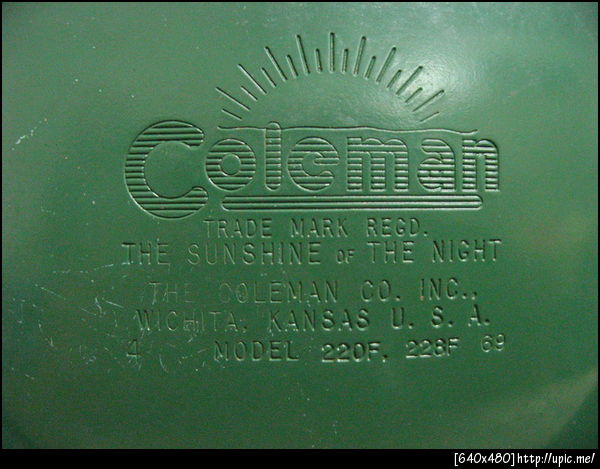 Coleman
TRADE MARK REGD.
THE SUNSHINE OF THE NIGHT
THE COLEMAN CO. INC.,
WICHITA, KANSAS U. S. A.
4 MODEL 220F, 228F 69
[640x480]http://upic.me/